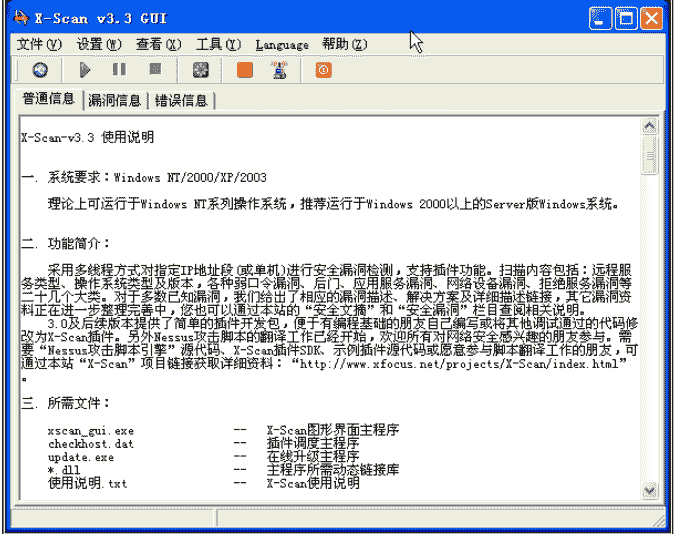 X-Scan v3.3 GUI
文件(V) 设置(W) 查看(X) 工具(Y) Language 帮助(Z)
普通信息 漏洞信息 错误信息
X-Scan-v3.3 使用说明
一. 系统要求：Windows NT/2000/XP/2003
理论上可运行于Windows NT系列操作系统，推荐运行于Windows 2000以上的Server版Windows系统。
二. 功能简介：
采用多线程方式对指定IP地址段(或单机)进行安全漏洞检测，支持插件功能。扫描内容包括：远程服
务类型、操作系统类型及版本，各种弱口令漏洞、后门、应用服务漏洞、网络设备漏洞、拒绝服务漏洞等
二十几个大类。对于多数已知漏洞，我们给出了相应的漏洞描述、解决方案及详细描述链接，其它漏洞资
料正在进一步整理完善中，您也可以通过本站的“安全文摘”和“安全漏洞”栏目查阅相关说明。
3.0及后续版本提供了简单的插件开发包，便于有编程基础的朋友自己编写或将其他调试通过的代码修
改为X-Scan插件。另外Nessus攻击脚本的翻译工作已经开始，欢迎所有对网络安全感兴趣的朋友参与。需
要“Nessus攻击脚本引擎”源代码、X-Scan插件SDK、示例插件源代码或愿意参与脚本翻译工作的朋友，可
通过本站“X-Scan”项目链接获取详细资料：“http://www.xfocus.net/projects/X-Scan/index.html”
。
三. 所需文件：
xscan_gui.exe -- X-Scan图形界面主程序
checkhost.dat -- 插件调度主程序
update.exe -- 在线升级主程序
*.dll -- 主程序所需动态链接库
使用说明.txt -- X-Scan使用说明